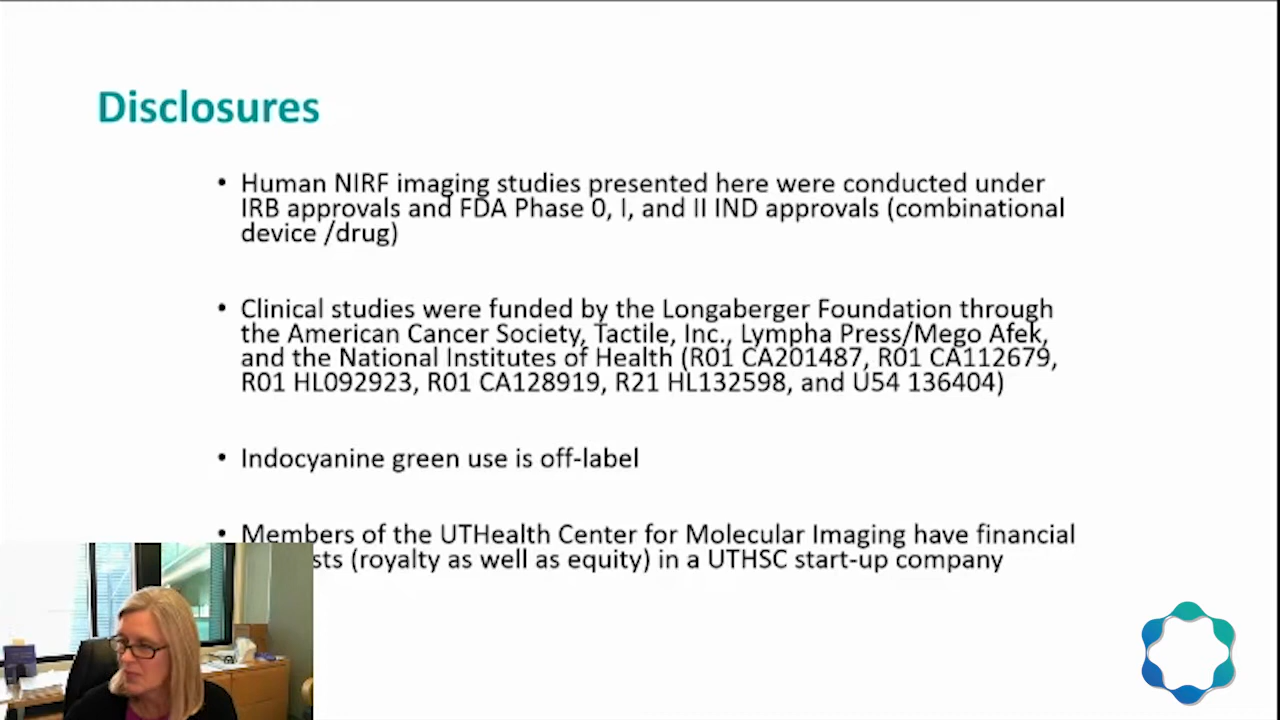 Disclosures
• Human NIRF imaging studies presented here were conducted under
IRB approvals and FDA Phase 0, I, and II IND approvals (combinational
device /drug)
• Clinical studies were funded by the Longaberger Foundation through
the American Cancer Society, Tactile, Inc., Lympha Press/Mego Afek,
and the National Institutes of Health (R01 CA201487, R01 CA112679,
R01 HL092923, R01 CA128919, R21 HL132598, and U54 136404)
• Indocyanine green use is off-label
• Members of the UTHealth Center for Molecular Imaging have financial
sts (royalty as well as equity) in a UTHSC start-up company